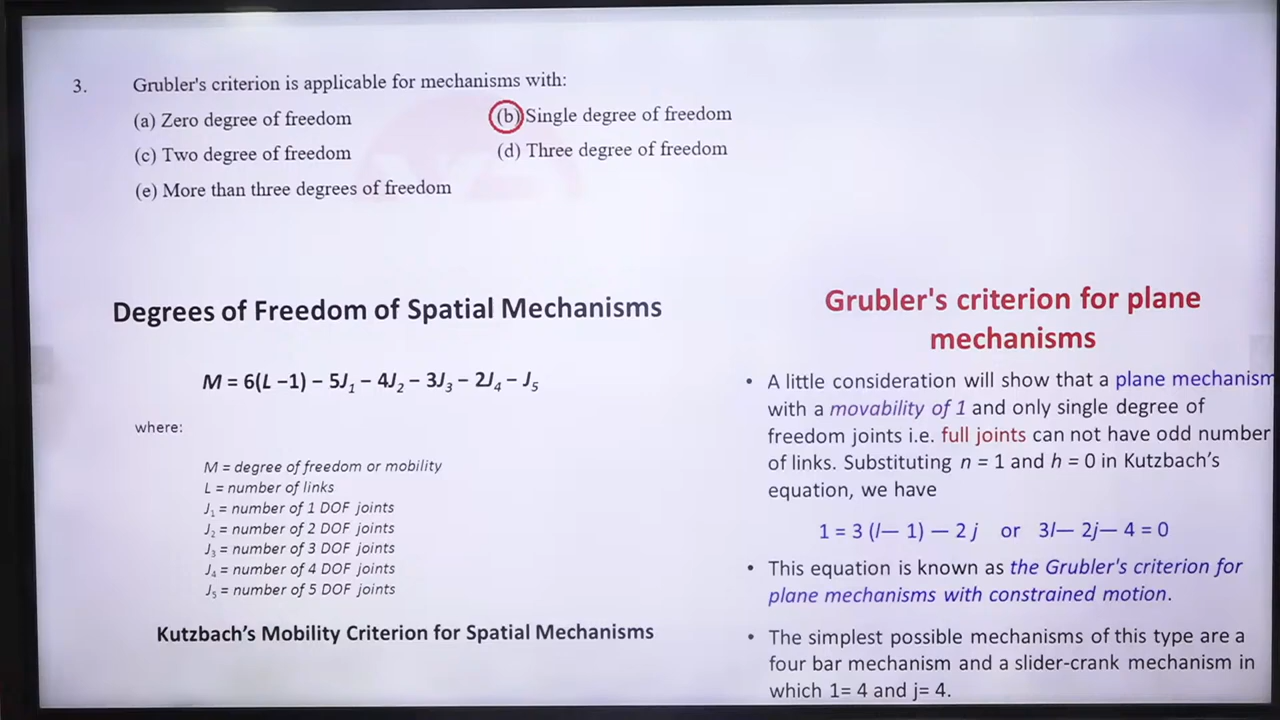 3. Grubler's criterion is applicable for mechanisms with:
(a) Zero degree of freedom (b) Single degree of freedom
(c) Two degree of freedom (d) Three degree of freedom
(e) More than three degrees of freedom
Degrees of Freedom of Spatial Mechanisms
M = 6(L –1) – 5J₁ – 4J₂ – 3J₃ – 2J₄ – J₅
where:
M = degree of freedom or mobility
L = number of links
J₁ = number of 1 DOF joints
J₂ = number of 2 DOF joints
J₃ = number of 3 DOF joints
J₄ = number of 4 DOF joints
J₅ = number of 5 DOF joints
Kutzbach's Mobility Criterion for Spatial Mechanisms
Grubler's criterion for plane
mechanisms
• A little consideration will show that a plane mechanism
with a movability of 1 and only single degree of
freedom joints i.e. full joints can not have odd number
of links. Substituting n = 1 and h = 0 in Kutzbach's
equation, we have
1 = 3 (l— 1) — 2 j or 3l— 2j— 4 = 0
• This equation is known as the Grubler's criterion for
plane mechanisms with constrained motion.
• The simplest possible mechanisms of this type are a
four bar mechanism and a slider-crank mechanism in
which 1= 4 and j= 4.